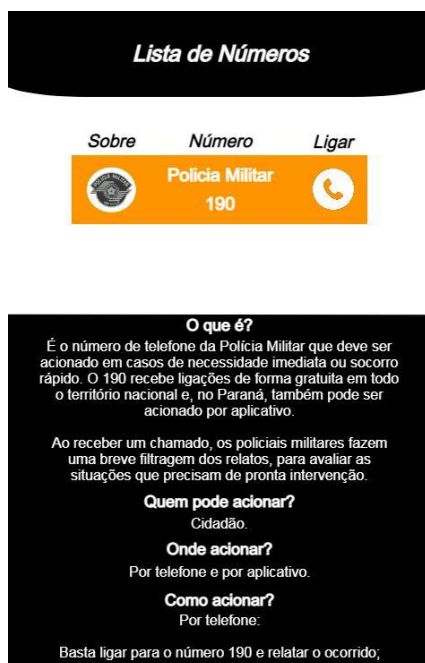 Lista de Números
Sobre Número Ligar
Policia Militar
190
O que é?
É o número de telefone da Polícia Militar que deve ser
acionado em casos de necessidade imediata ou socorro
rápido. O 190 recebe ligações de forma gratuita em todo
o território nacional e, no Paraná, também pode ser
acionado por aplicativo.
Ao receber um chamado, os policiais militares fazem
uma breve filtragem dos relatos, para avaliar as
situações que precisam de pronta intervenção.
Quem pode acionar?
Cidadão.
Onde acionar?
Por telefone e por aplicativo.
Como acionar?
Por telefone:
Basta ligar para o número 190 e relatar o ocorrido;